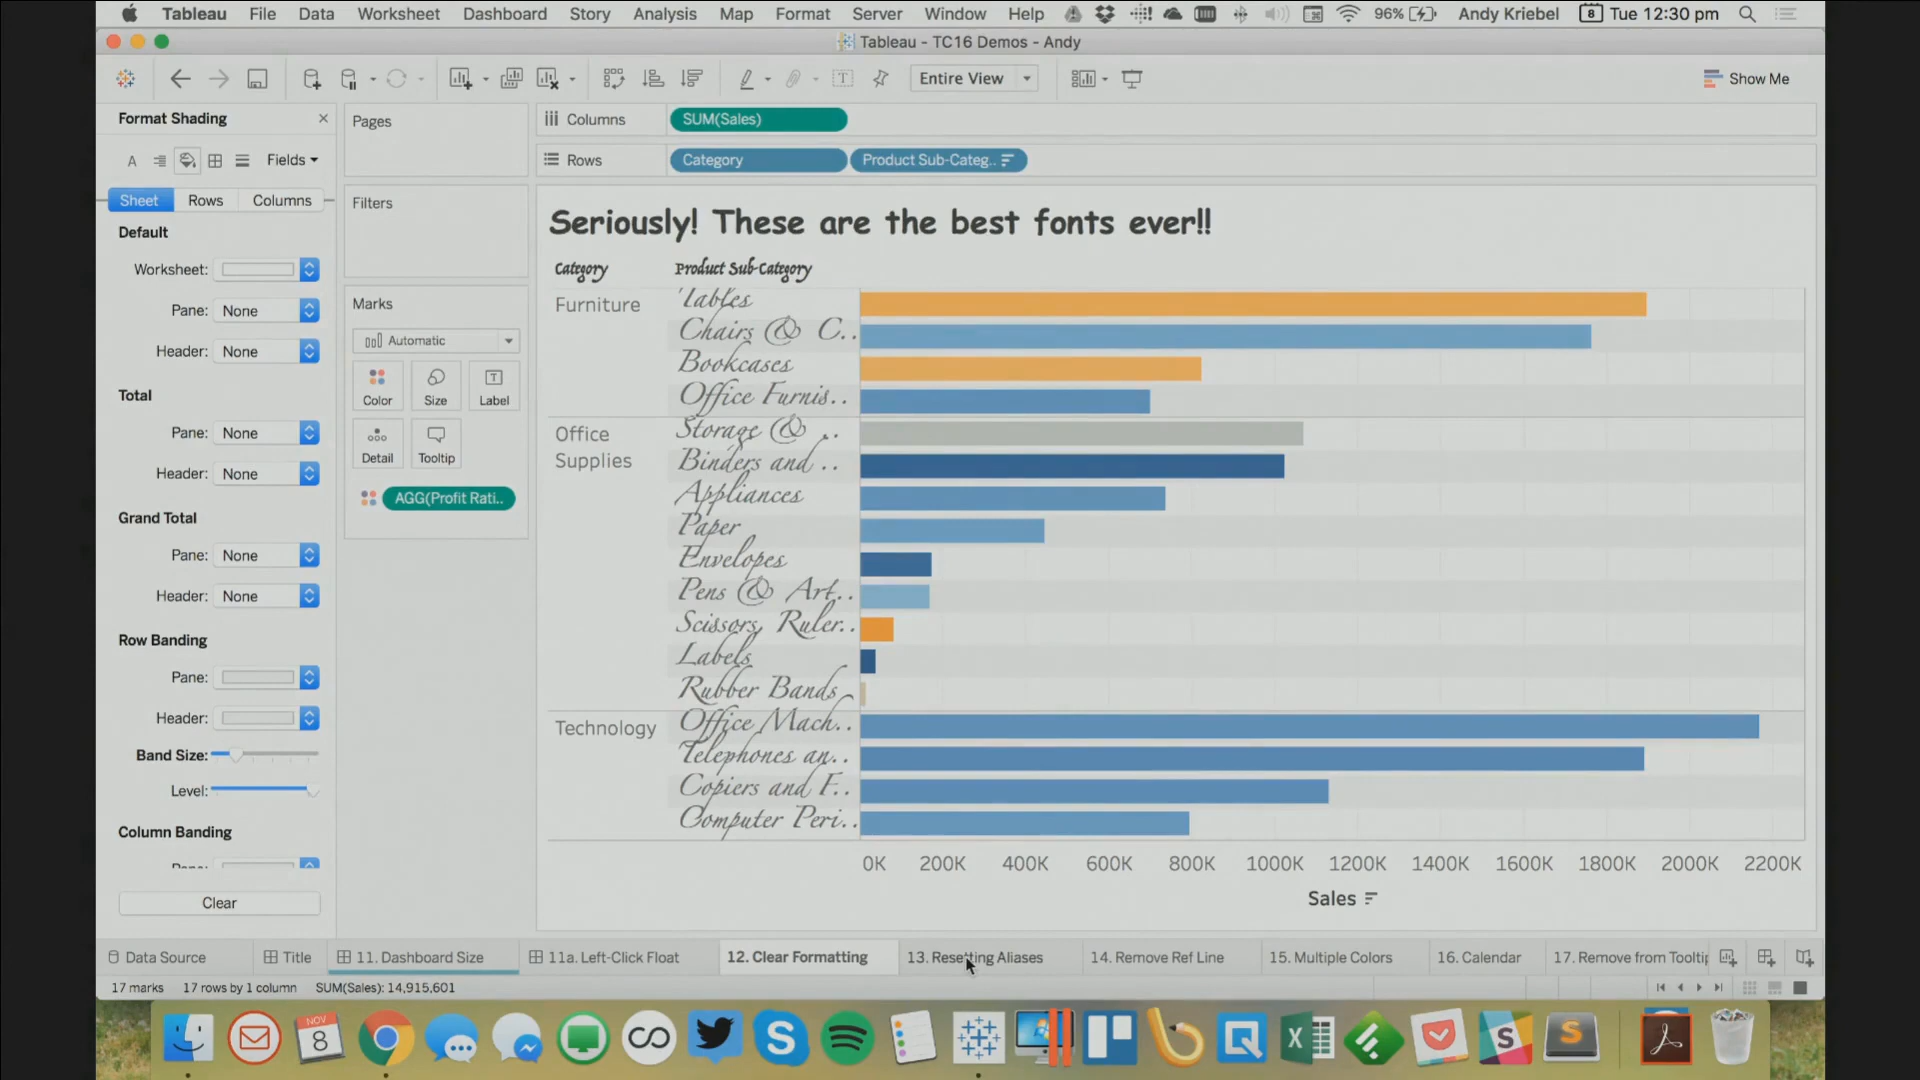 Tableau File Data Worksheet Dashboard Story Analysis Map Format Server Window Help 96% Andy Kriebel 8 Tue 12:30 pm
Tableau - TC16 Demos - Andy
Entire View
Show Me
Format Shading
Fields
Sheet Rows Columns
Default
Worksheet:
Pane: None
Header: None
Total
Pane: None
Header: None
Grand Total
Pane: None
Header: None
Row Banding
Pane:
Header:
Band Size:
Level:
Column Banding
Clear
Pages
Filters
Marks
Automatic
Color Size Label
Detail Tooltip
AGG(Profit Rati..
Columns SUM(Sales)
Rows Category Product Sub-Categ..
Seriously! These are the best fonts ever!!
Category Product Sub-Category
Furniture Tables
Chairs & C..
Bookcases
Office Furnis..
Office Supplies Storage & ..
Binders and ..
Appliances
Paper
Envelopes
Pens & Art..
Scissors, Ruler..
Labels
Rubber Bands
Technology Office Mach..
Telephones an..
Copiers and F..
Computer Peri..
0K 200K 400K 600K 800K 1000K 1200K 1400K 1600K 1800K 2000K 2200K
Sales
Data Source Title 11. Dashboard Size 11a. Left-Click Float 12. Clear Formatting 13. Resetting Aliases 14. Remove Ref Line 15. Multiple Colors 16. Calendar 17. Remove from Tooltip
17 marks 17 rows by 1 column SUM(Sales): 14,915,601
NOV
8